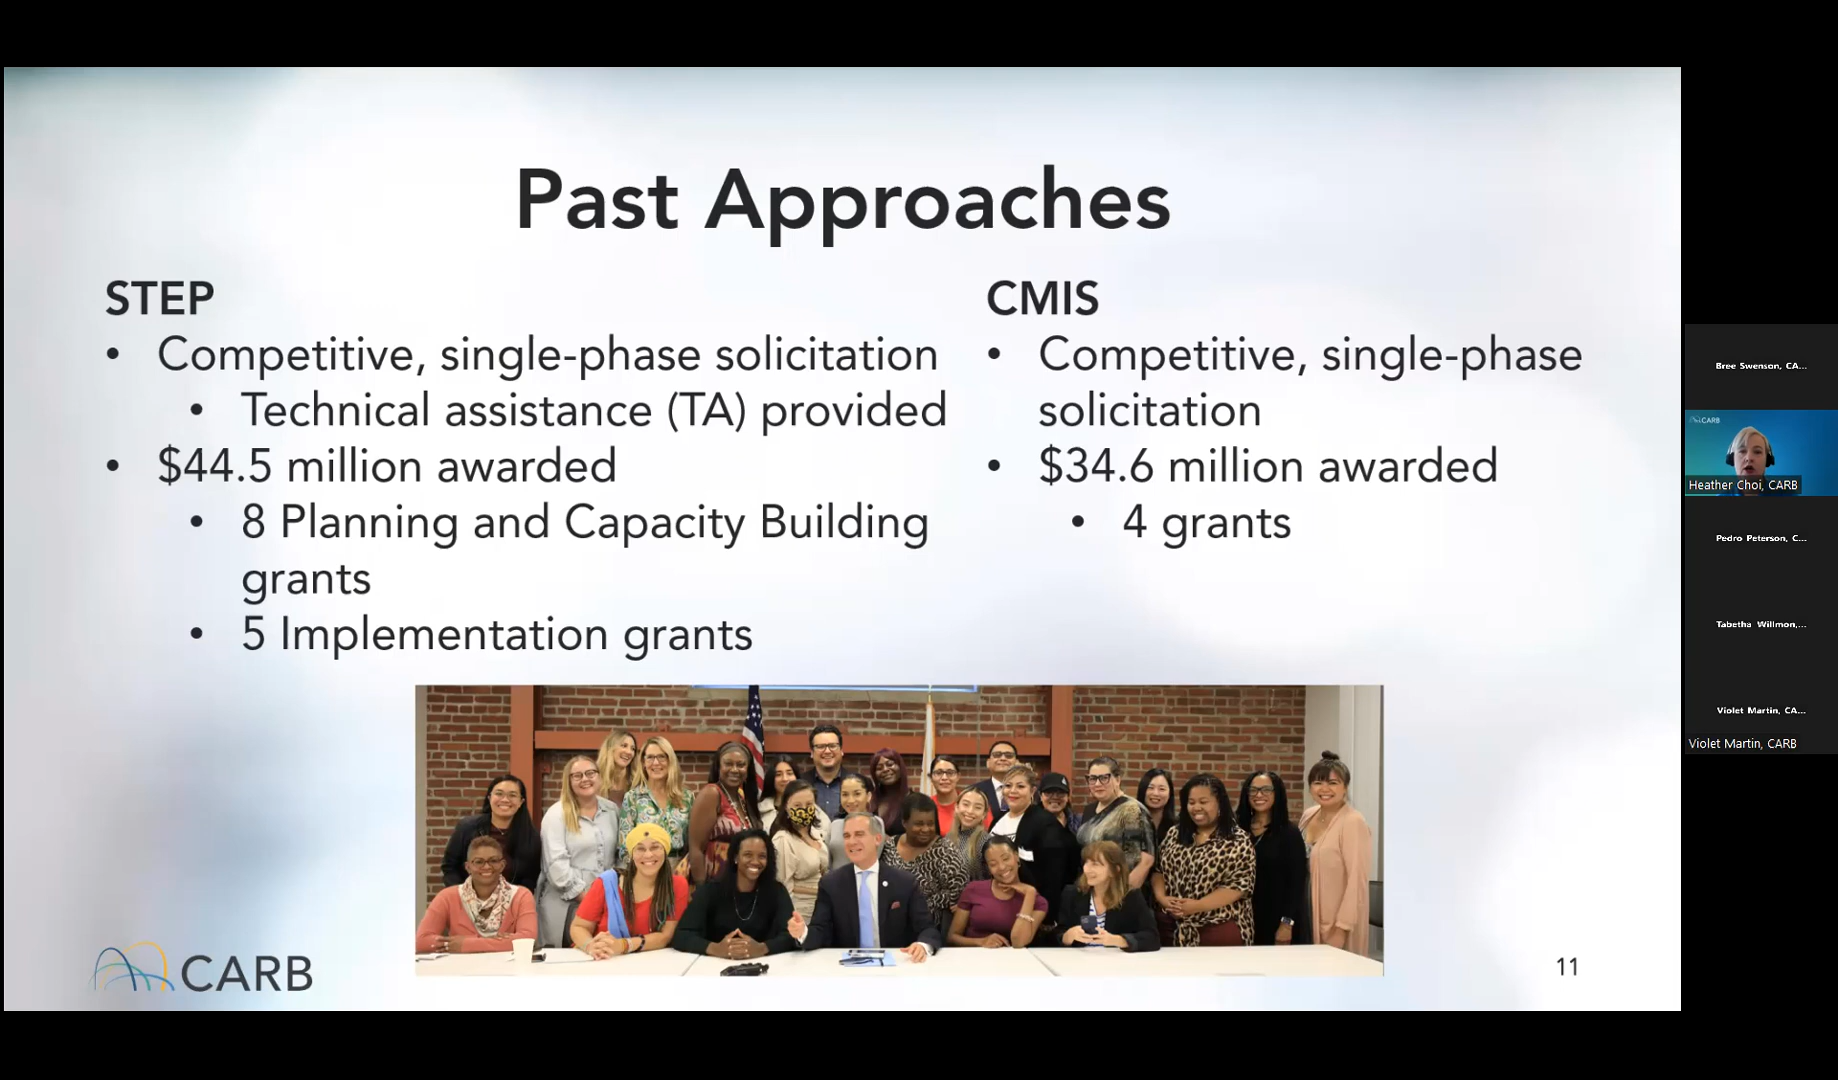 Past Approaches
STEP
• Competitive, single-phase solicitation
• Technical assistance (TA) provided
• $44.5 million awarded
• 8 Planning and Capacity Building
grants
• 5 Implementation grants
CMIS
• Competitive, single-phase
solicitation
• $34.6 million awarded
• 4 grants
CARB
11
Bree Swenson, CA...
CARB
Heather Choi, CARB
Pedro Peterson, C...
Tabetha Willmon,...
Violet Martin, CA...
Violet Martin, CARB